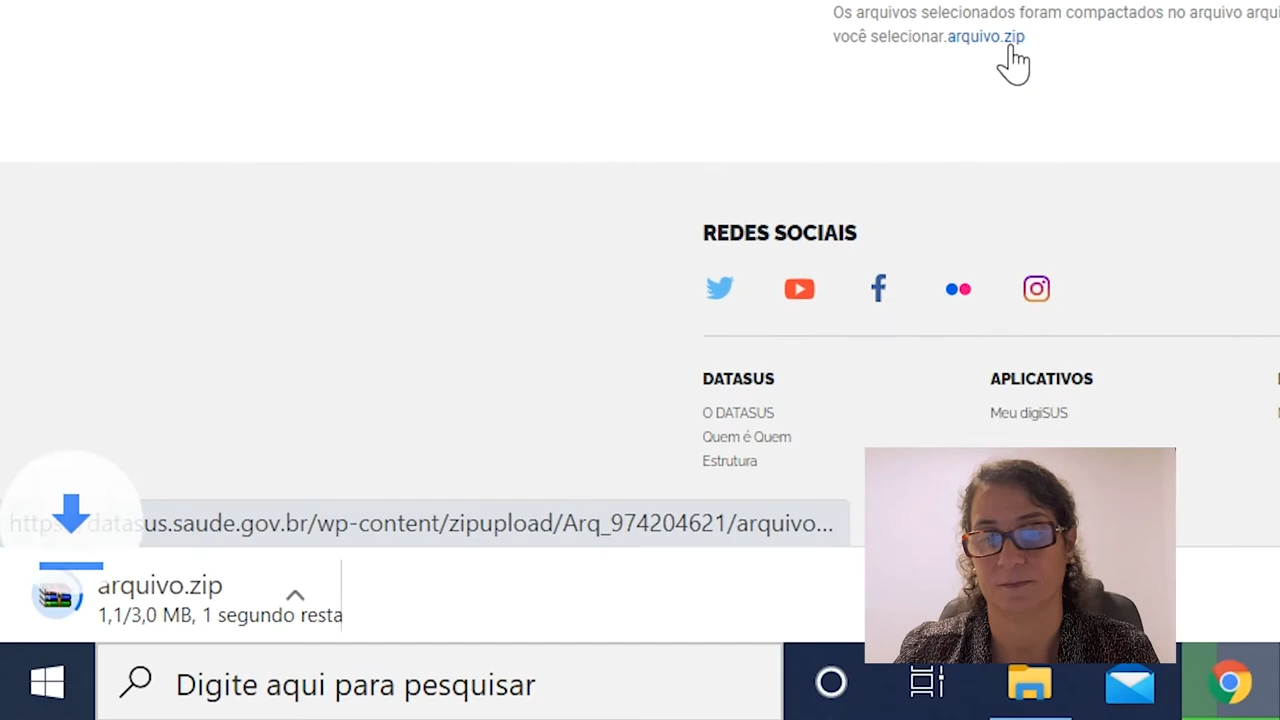 Os arquivos selecionados foram compactados no arquivo arqui
você selecionar.arquivo.zip
REDES SOCIAIS
DATASUS
O DATASUS
Quem é Quem
Estrutura
APLICATIVOS
Meu digiSUS
https://datasus.saude.gov.br/wp-content/zipupload/Arq_974204621/arquivo...
arquivo.zip
1,1/3,0 MB, 1 segundo resta
Digite aqui para pesquisar